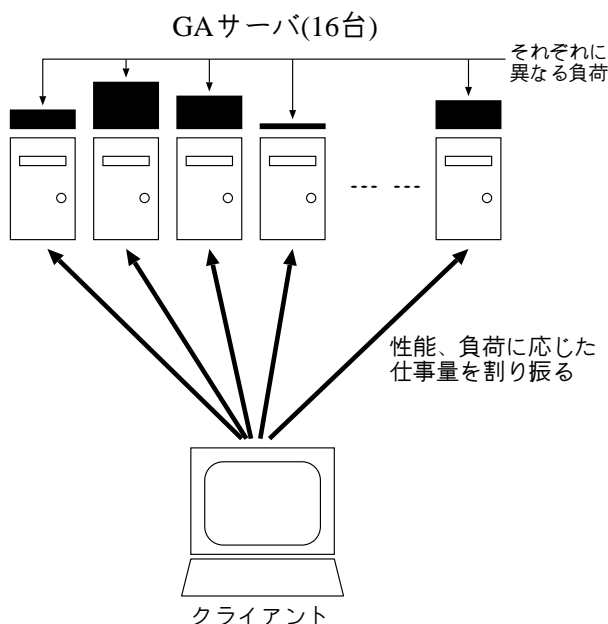 GAサーバ(16台)
それぞれに
異なる負荷
--- ---
性能、負荷に応じた
仕事量を割り振る
クライアント